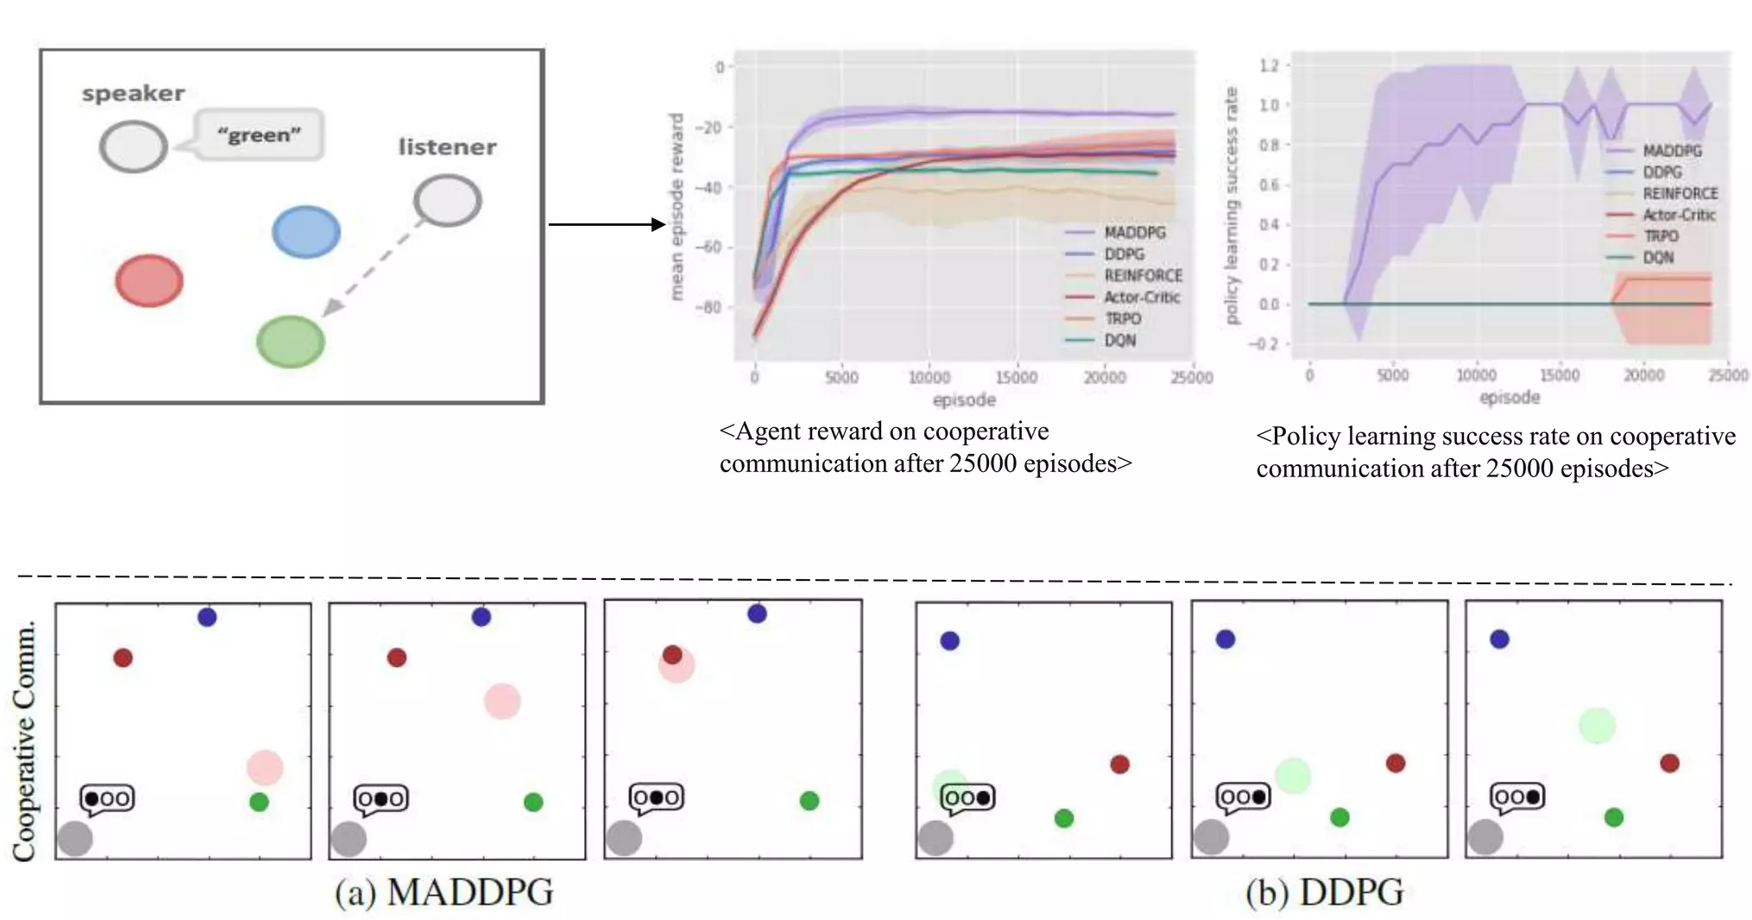 speaker
“green”
listener
mean episode reward
0
−20
−40
−60
−80
MADDPG
DDPG
REINFORCE
Actor-Critic
TRPO
DQN
0 5000 10000 15000 20000 25000
episode
<Agent reward on cooperative
communication after 25000 episodes>
policy learning success rate
1.2
1.0
0.8
0.6
0.4
0.2
0.0
−0.2
MADDPG
DDPG
REINFORCE
Actor-Critic
TRPO
DQN
0 5000 10000 15000 20000 25000
episode
<Policy learning success rate on cooperative
communication after 25000 episodes>
Cooperative Comm.
(a) MADDPG
(b) DDPG